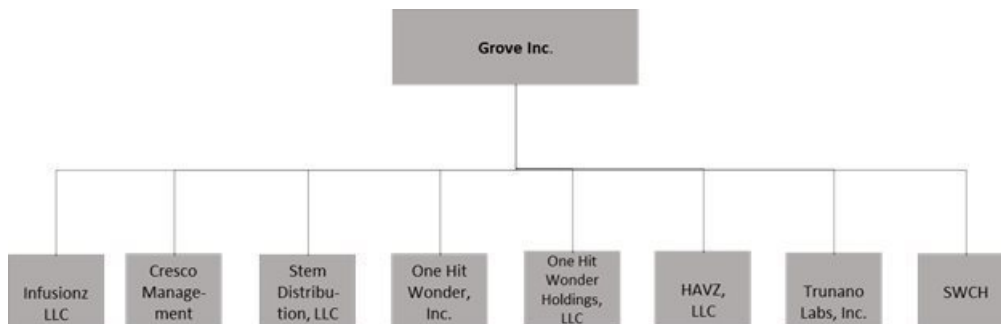 Grove Inc.
Infusionz
LLC
Cresco
Manage-
ment
Stem
Distribu-
tion, LLC
One Hit
Wonder,
Inc.
One Hit
Wonder
Holdings,
LLC
HAVZ,
LLC
Trunano
Labs, Inc.
SWCH